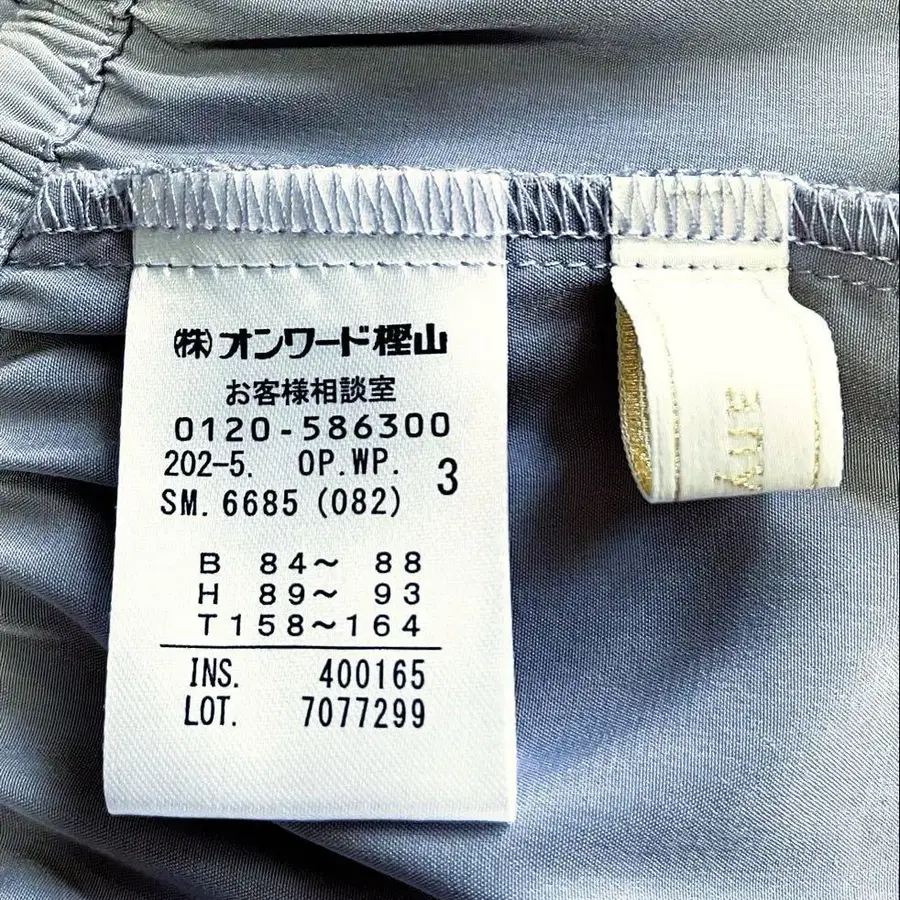 ㈱オンワード樫山
お客様相談室
0120-586300
202-5. OP.WP. 3
SM. 6685 (082)
B 84～ 88
H 89～ 93
T158～164
INS. 400165
LOT. 7077299